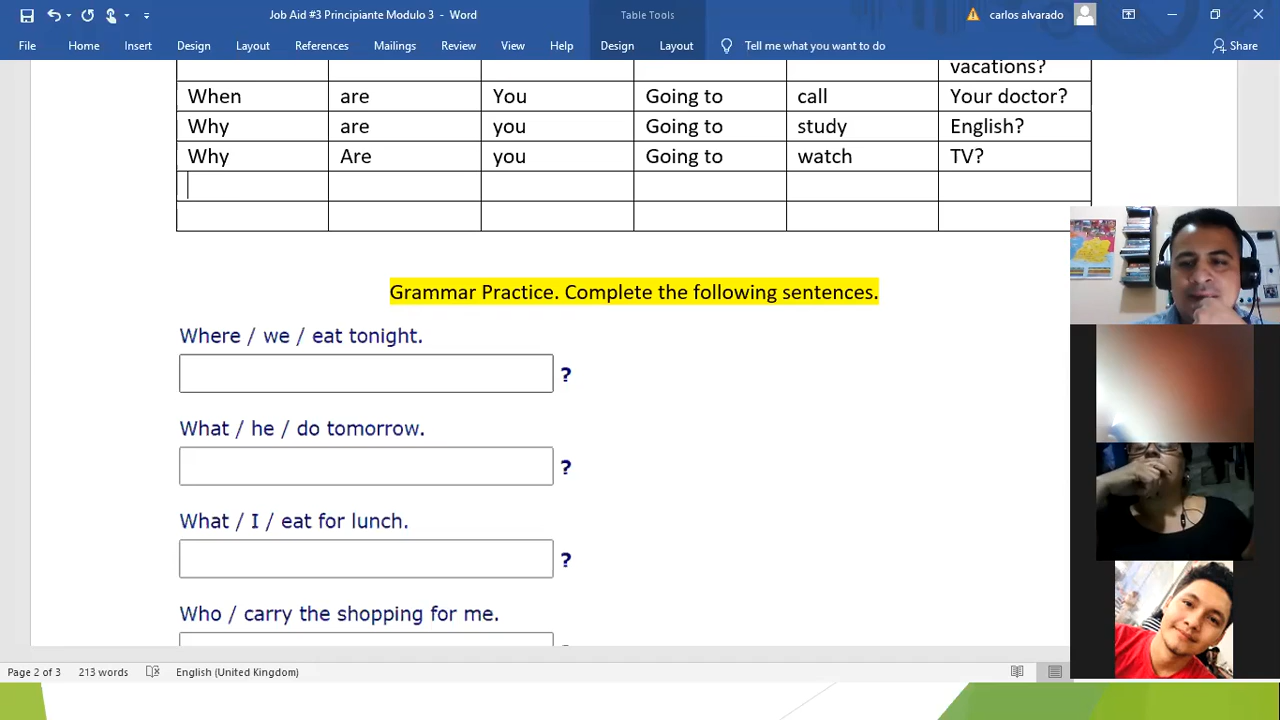 Job Aid #3 Principiante Modulo 3 - Word
Table Tools
carlos alvarado
File Home Insert Design Layout References Mailings Review View Help Design Layout Tell me what you want to do Share
vacations?
When are You Going to call Your doctor?
Why are you Going to study English?
Why Are you Going to watch TV?
Grammar Practice. Complete the following sentences.
Where / we / eat tonight.
?
What / he / do tomorrow.
?
What / I / eat for lunch.
?
Who / carry the shopping for me.
Page 2 of 3 213 words English (United Kingdom)